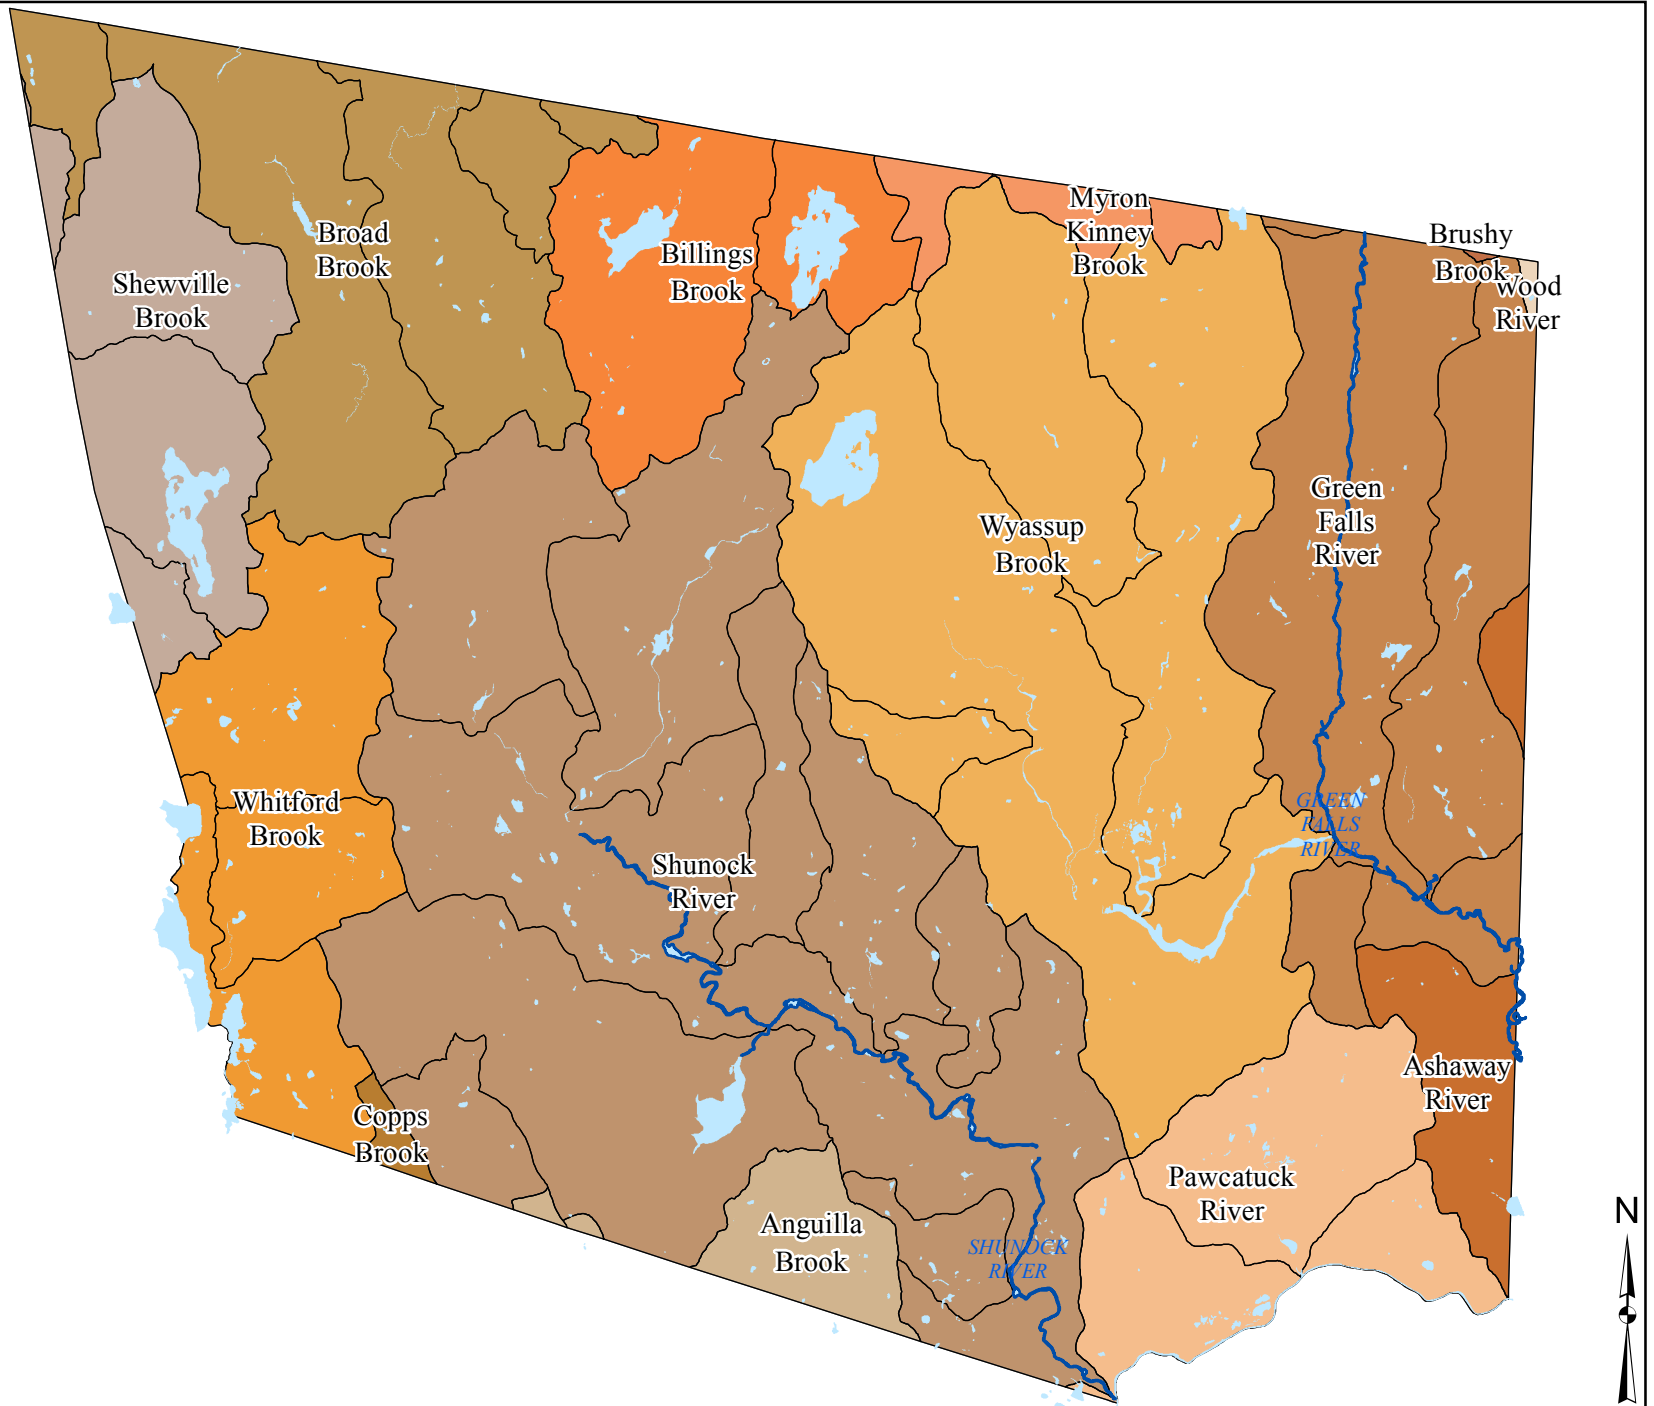 Myron
Kinney
Brook
Brushy
Brook
Wood
River
Broad
Brook
Billings
Brook
Shewville
Brook
Green
Falls
River
Wyassup
Brook
GREEN
FALLS
RIVER
Whitford
Brook
Shunock
River
Ashaway
River
Copps
Brook
Pawcatuck
River
Anguilla
Brook
SHUNOCK
RIVER
N